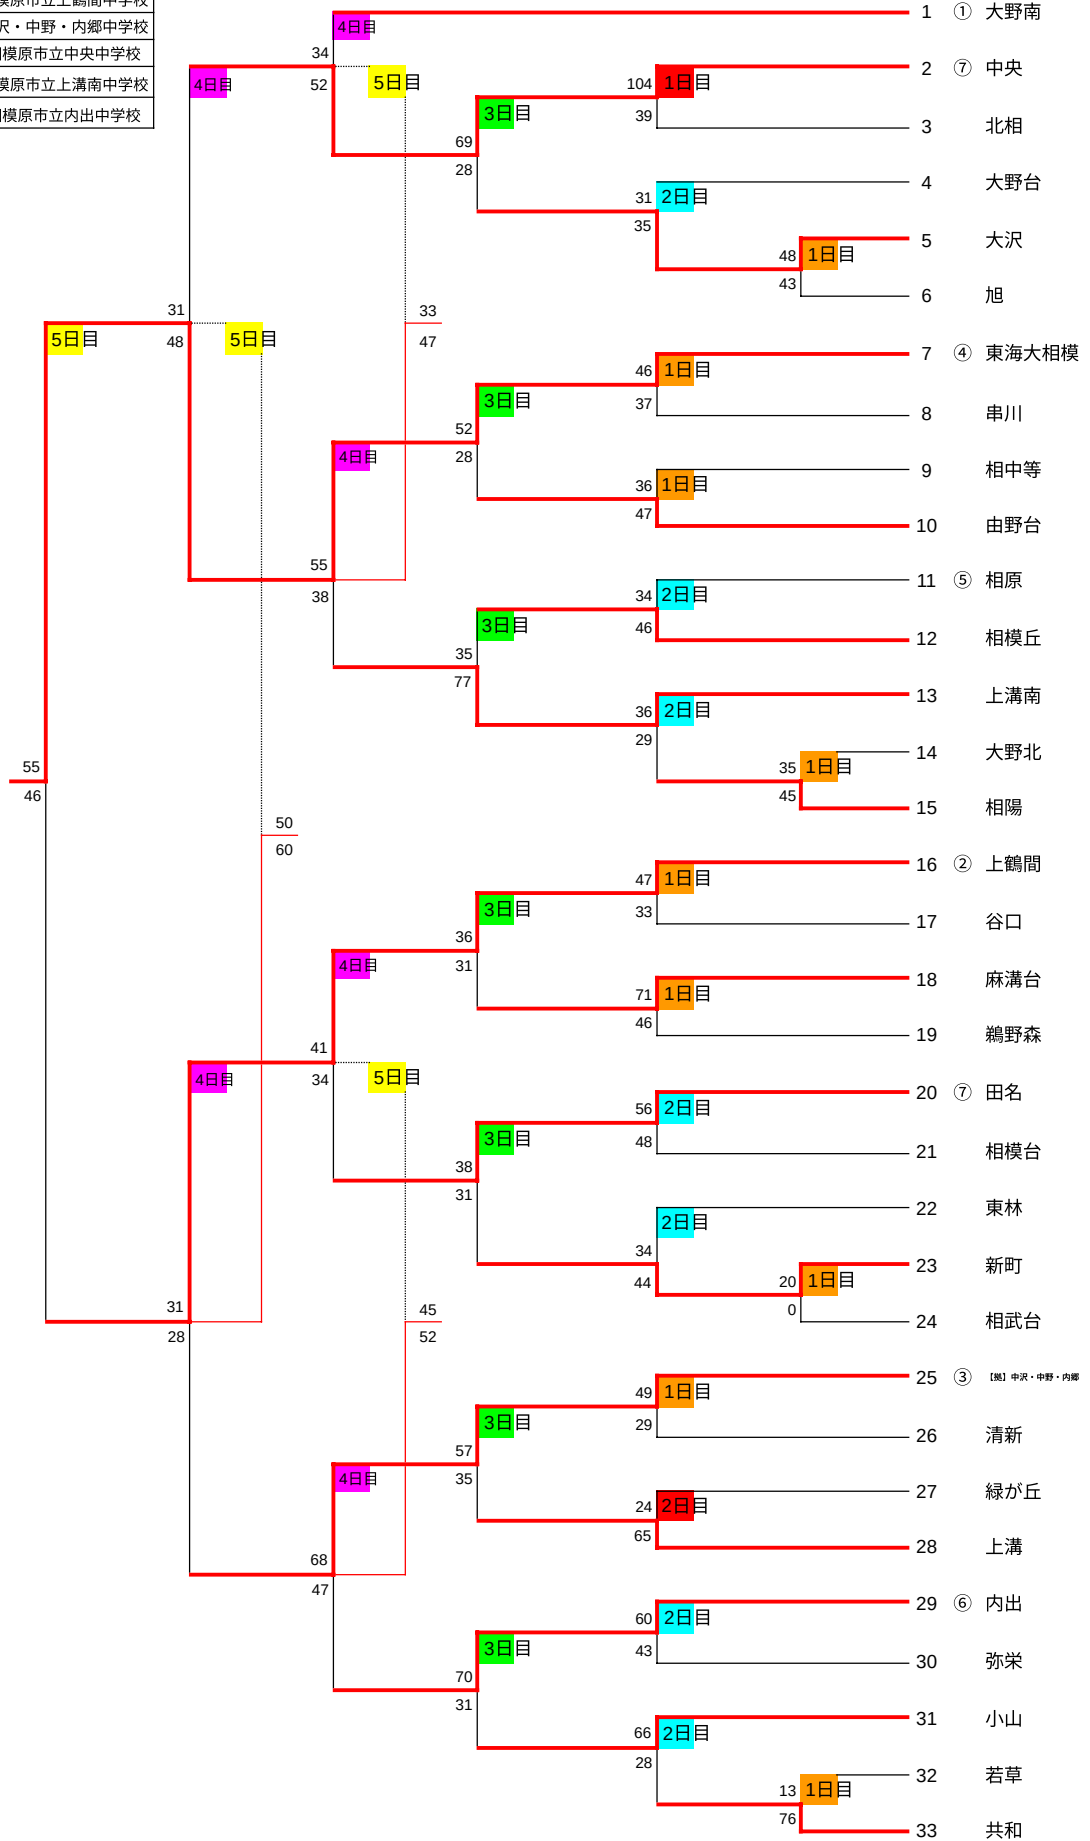 沢・中野・内郷中学校
模原市立中央中学校
模原市立上溝南中学校
模原市立内出中学校
4日目
1 ① 大野南
34
4日目
52
5日目
2 ⑦ 中央
104
1日目
39
3日目
3 北相
69
28
4 大野台
31
2日目
35
5 大沢
48
1日目
43
6 旭
31
48
33
47
5日目
5日目
7 ④ 東海大相模
46
1日目
37
3日目
8 串川
52
28
4日目
9 相中等
36
1日目
47
10 由野台
55
38
11 ⑤ 相原
34
2日目
46
3日目
12 相模丘
35
77
13 上溝南
36
2日目
29
14 大野北
35
1日目
45
15 相陽
55
46
50
60
16 ② 上鶴間
47
1日目
33
3日目
17 谷口
36
31
4日目
18 麻溝台
71
1日目
46
19 鵜野森
41
34
4日目
5日目
20 ⑦ 田名
56
2日目
48
3日目
21 相模台
38
31
22 東林
2日目
34
44
23 新町
20
1日目
0
24 相武台
31
28
45
52
25 ③ 【拠】中沢・中野・内郷
49
1日目
29
3日目
26 清新
57
35
4日目
27 緑が丘
24
2日目
65
28 上溝
68
47
29 ⑥ 内出
60
2日目
43
3日目
30 弥栄
70
31
31 小山
66
2日目
28
32 若草
13
1日目
76
33 共和